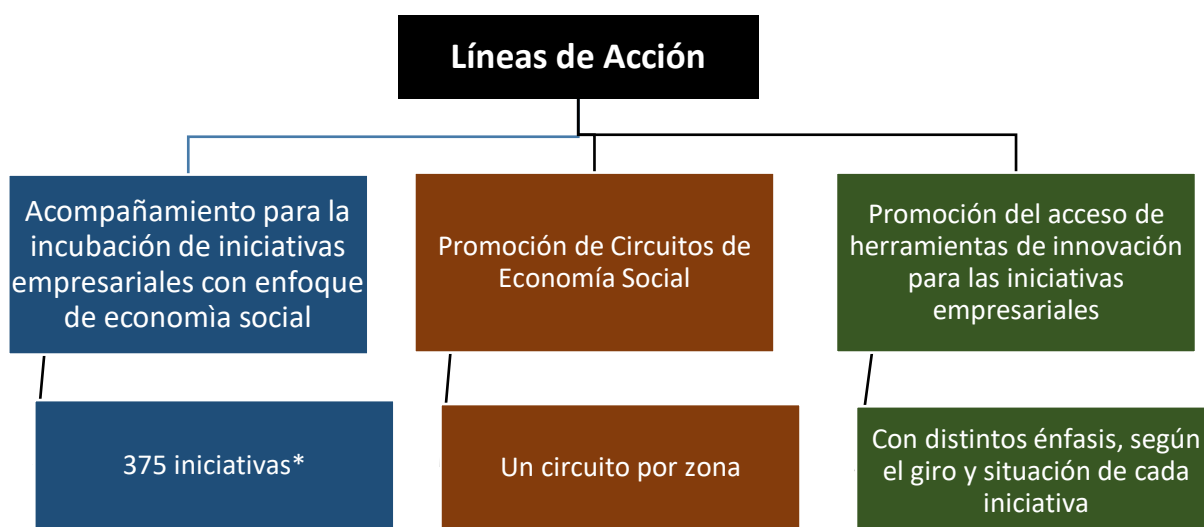 Líneas de Acción
Acompañamiento para la
incubación de iniciativas
empresariales con enfoque
de economìa social
Promoción de Circuitos de
Economía Social
Promoción del acceso de
herramientas de innovación
para las iniciativas
empresariales
375 iniciativas*
Un circuito por zona
Con distintos énfasis, según
el giro y situación de cada
iniciativa